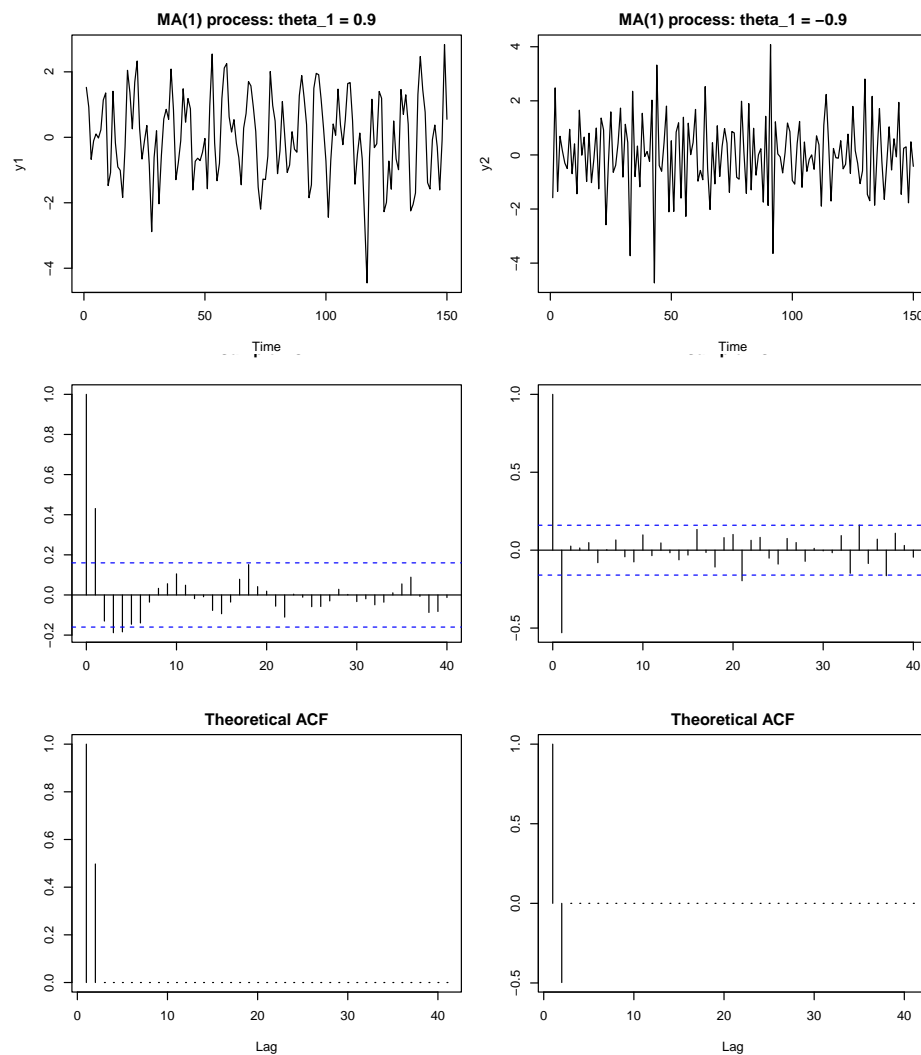 MA(1) process: theta_1 = 0.9
y1
−4 −2 0 2
0 50 100 150
Time
MA(1) process: theta_1 = −0.9
y2
−4 −2 0 2 4
0 50 100 150
Time
−0.2 0.0 0.2 0.4 0.6 0.8 1.0
0 10 20 30 40
−0.5 0.0 0.5 1.0
0 10 20 30 40
Theoretical ACF
0.0 0.2 0.4 0.6 0.8 1.0
0 10 20 30 40
Lag
Theoretical ACF
−0.5 0.0 0.5 1.0
0 10 20 30 40
Lag